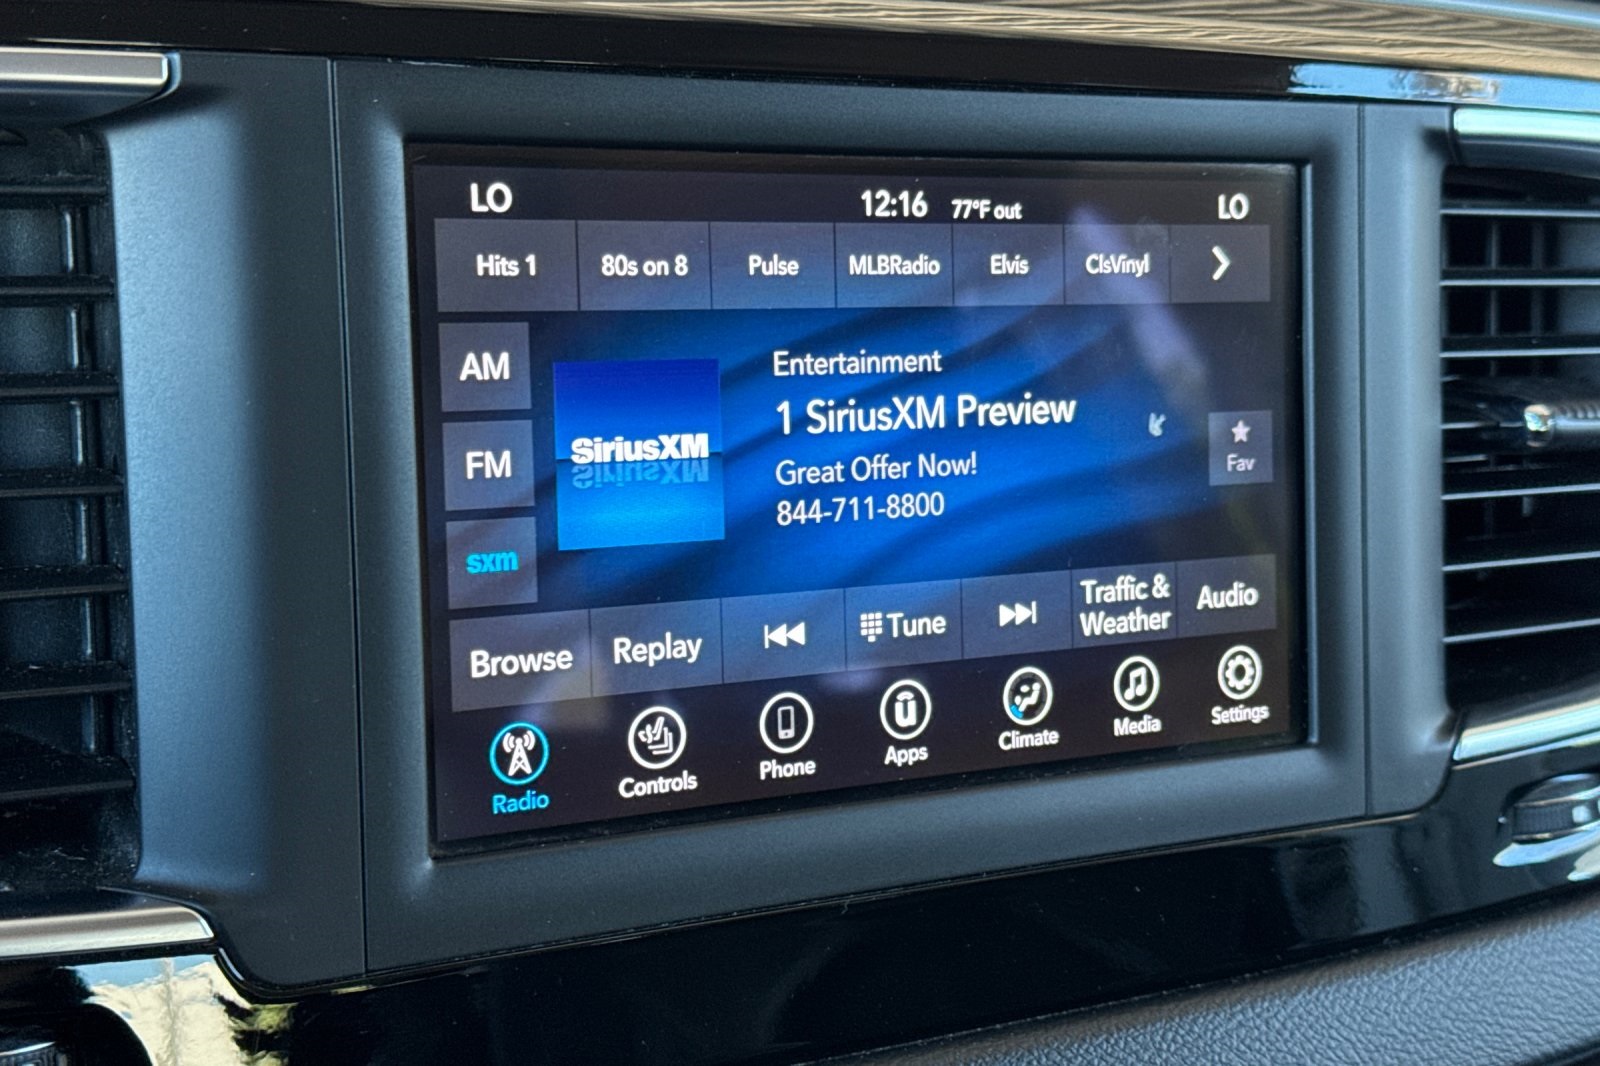 LO 12:16 77°F out LO
Hits 1 80s on 8 Pulse MLBRadio Elvis ClsVinyl
AM
FM
sxm
SiriusXM
Entertainment
1 SiriusXM Preview
Great Offer Now!
844-711-8800
Fav
Browse Replay Tune Traffic & Weather Audio
Radio Controls Phone Apps Climate Media Settings